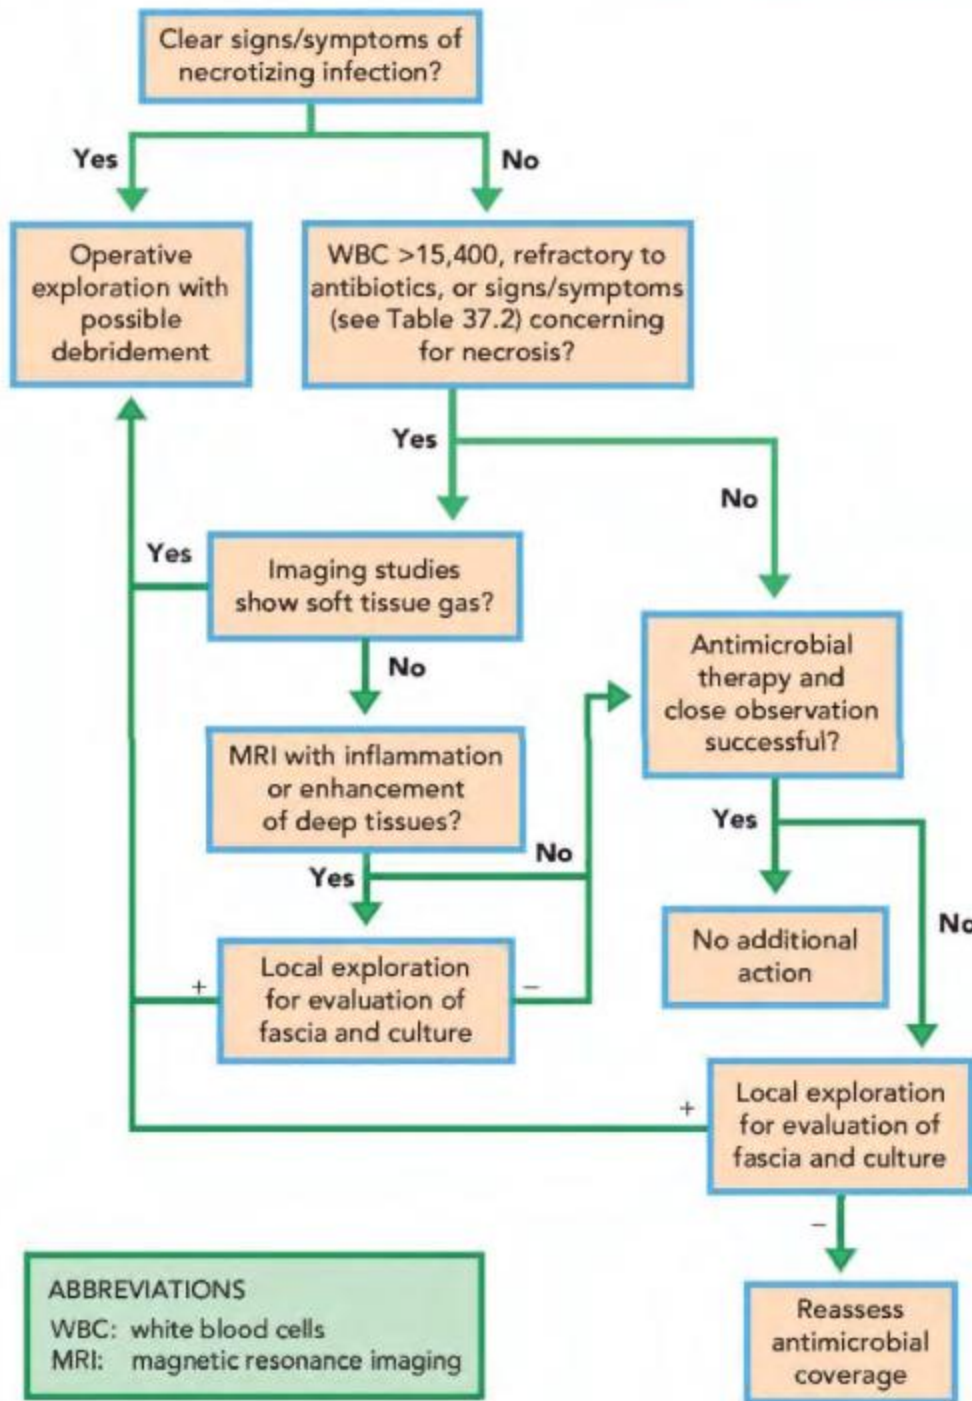 Clear signs/symptoms of
necrotizing infection?
Yes
No
Operative
exploration with
possible
debridement
WBC >15,400, refractory to
antibiotics, or signs/symptoms
(see Table 37.2) concerning
for necrosis?
Yes
No
Yes
Imaging studies
show soft tissue gas?
No
Antimicrobial
therapy and
close observation
successful?
MRI with inflammation
or enhancement
of deep tissues?
Yes
No
Yes
No
Local exploration
for evaluation of
fascia and culture
+
–
No additional
action
Local exploration
for evaluation of
fascia and culture
+
–
Reassess
antimicrobial
coverage
ABBREVIATIONS
WBC: white blood cells
MRI: magnetic resonance imaging